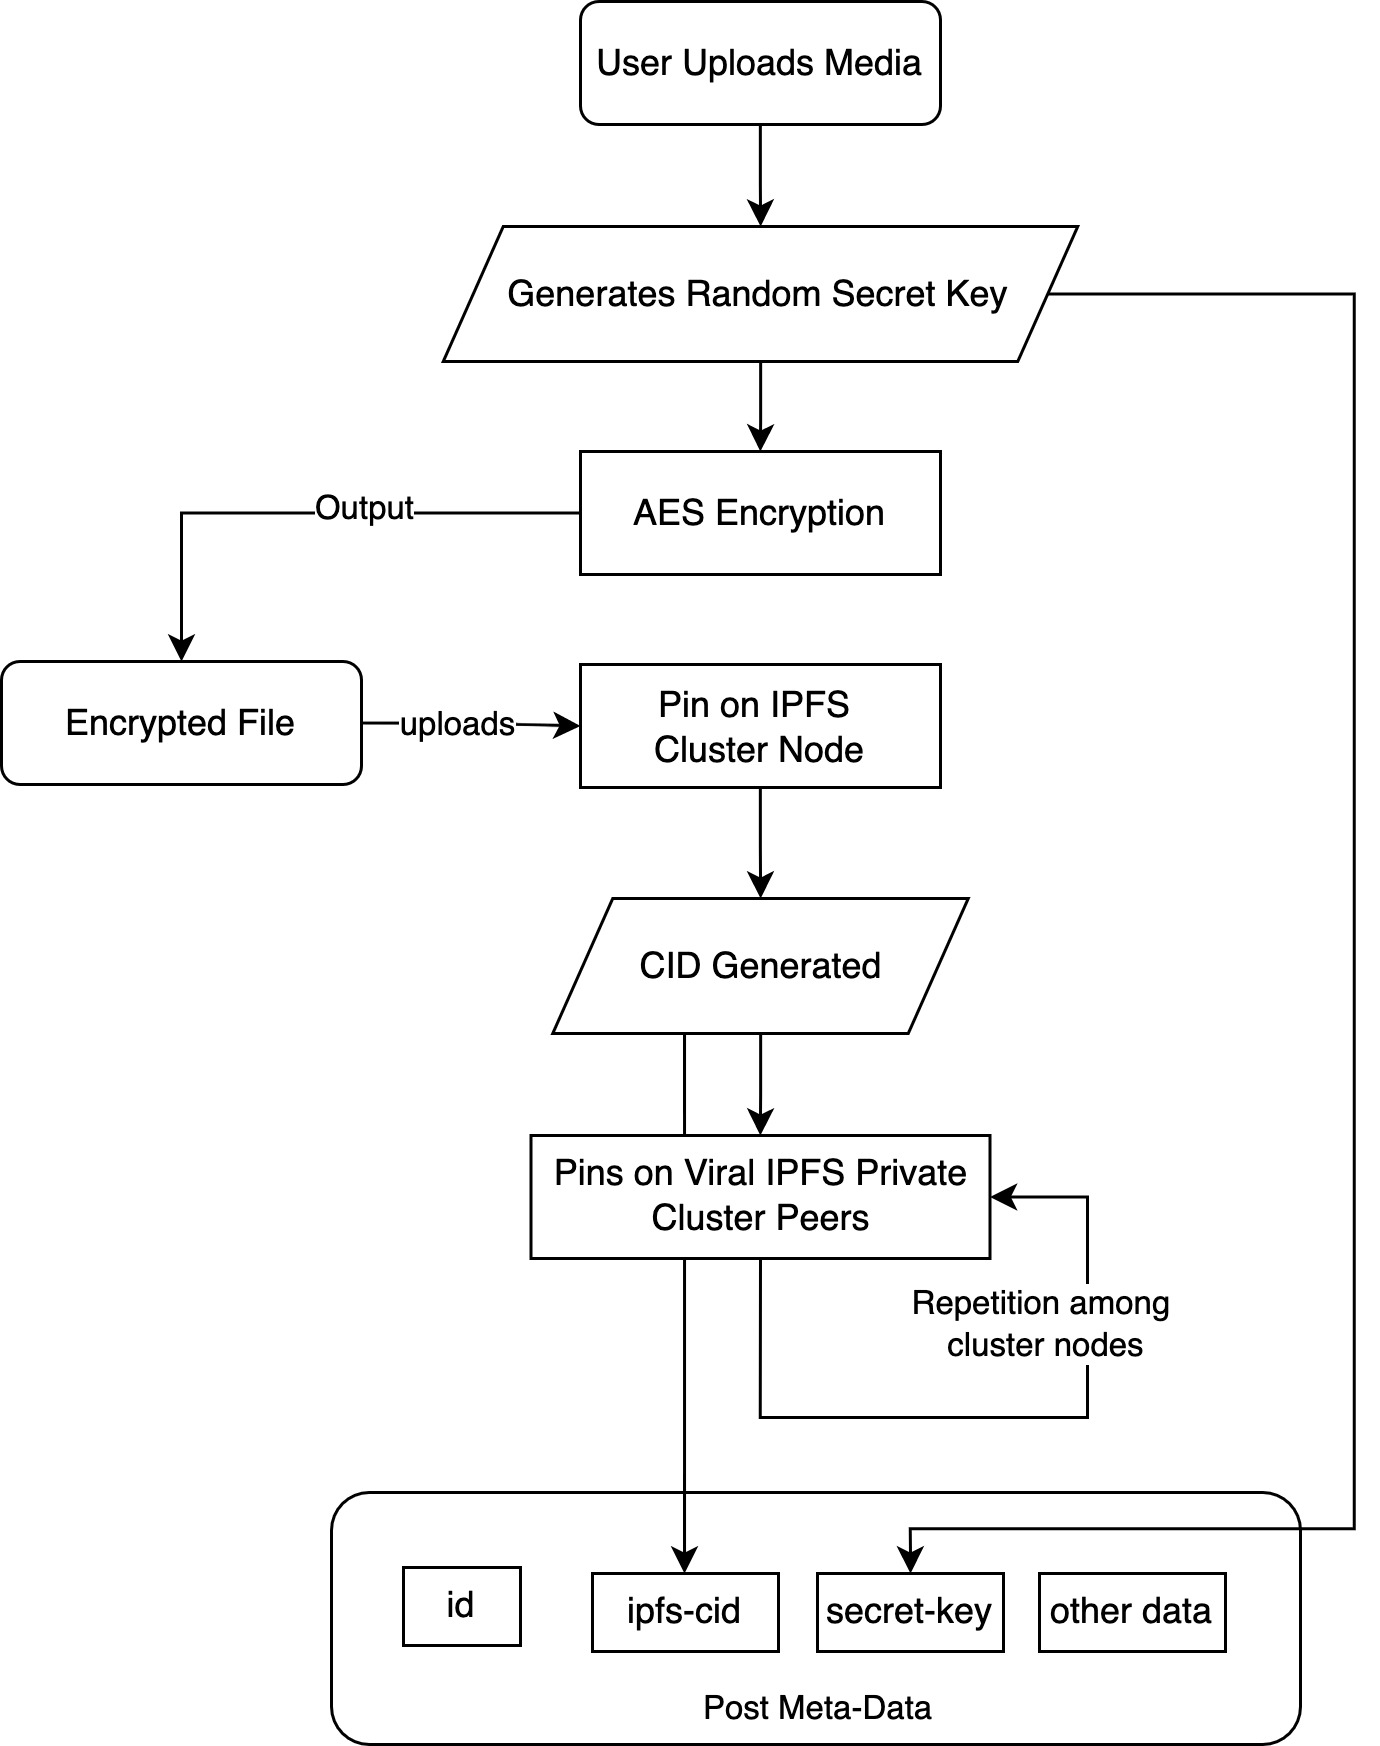 User Uploads Media
Generates Random Secret Key
AES Encryption
Output
Encrypted File
uploads
Pin on IPFS
Cluster Node
CID Generated
Pins on Viral IPFS Private
Cluster Peers
Repetition among
cluster nodes
id
ipfs-cid
secret-key
other data
Post Meta-Data